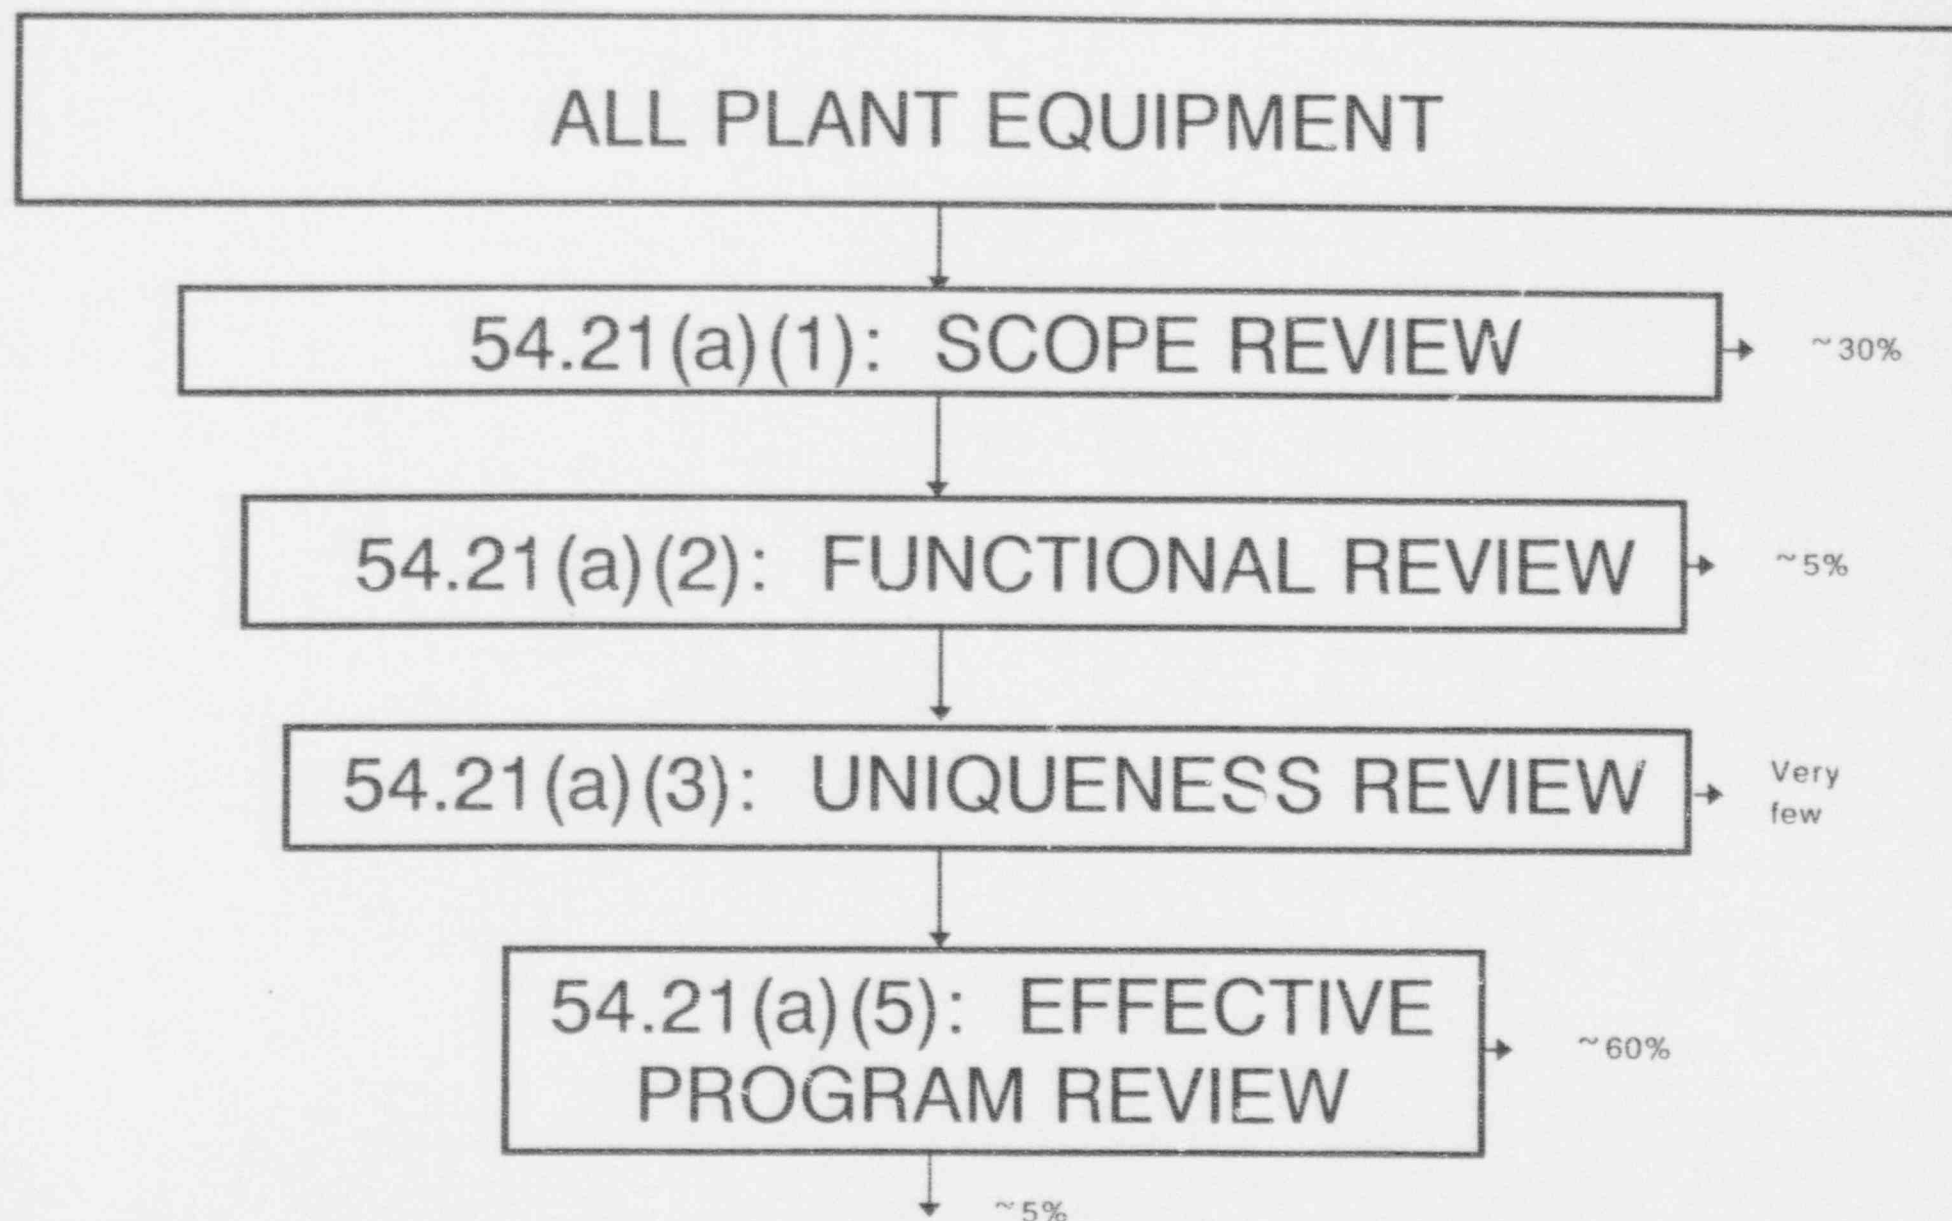 ALL PLANT EQUIPMENT
54.21(a)(1): SCOPE REVIEW
~30%
54.21(a)(2): FUNCTIONAL REVIEW
~5%
54.21(a)(3): UNIQUENESS REVIEW
Very
few
54.21(a)(5): EFFECTIVE
PROGRAM REVIEW
~60%
~5%